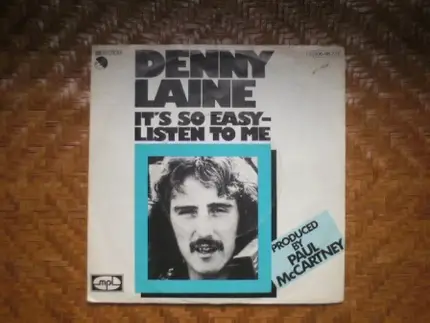 DENNY
LAINE
IT'S SO EASY-
LISTEN TO ME
PRODUCED
BY
PAUL
McCARTNEY
mpl